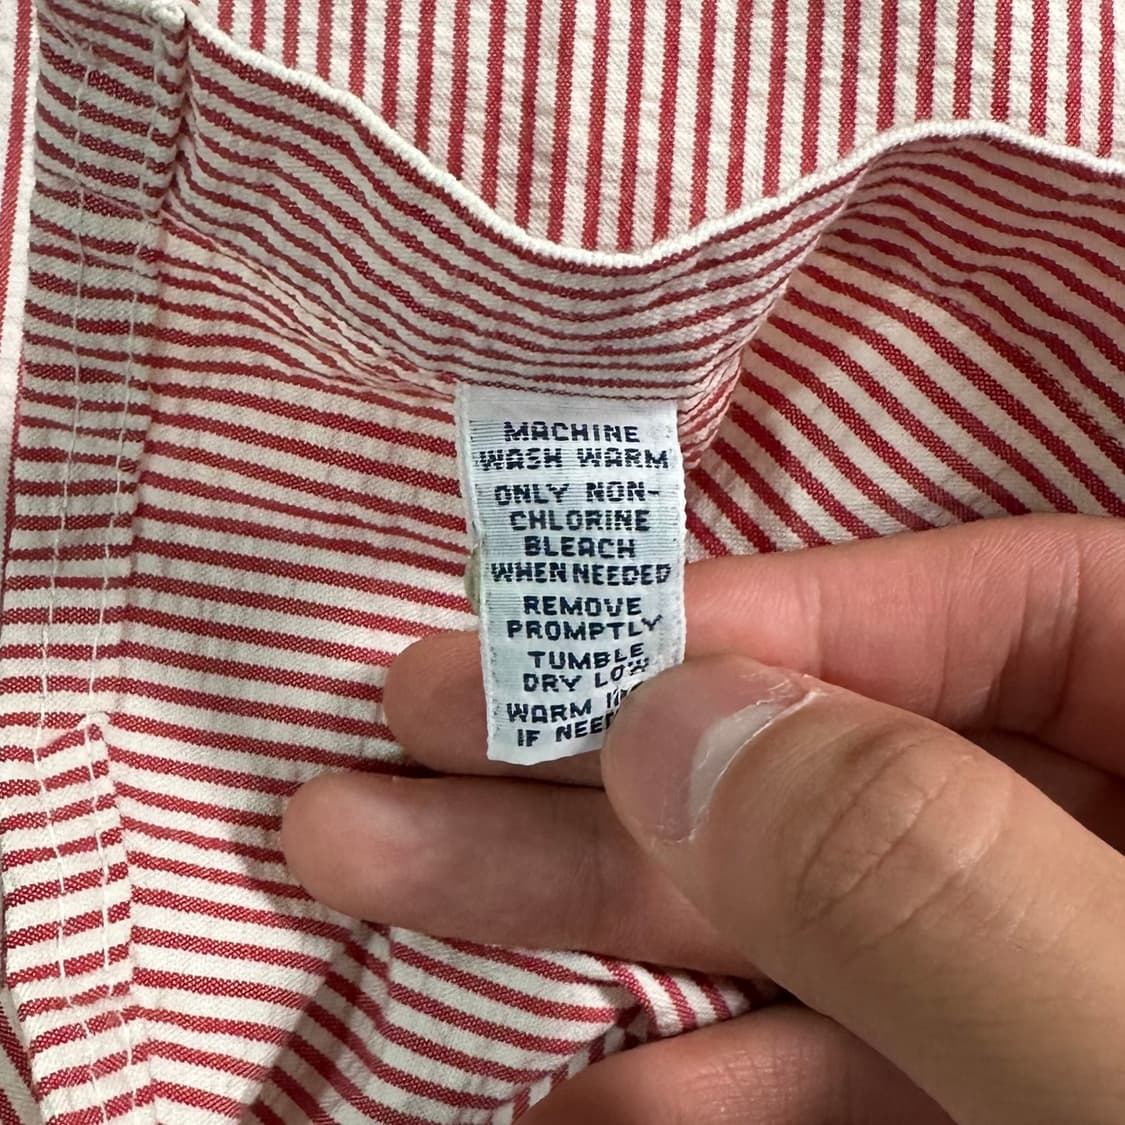 MACHINE
WASH WARM
ONLY NON-
CHLORINE
BLEACH
WHEN NEEDED
REMOVE
PROMPTLY
TUMBLE
DRY LOW
WARM
IF